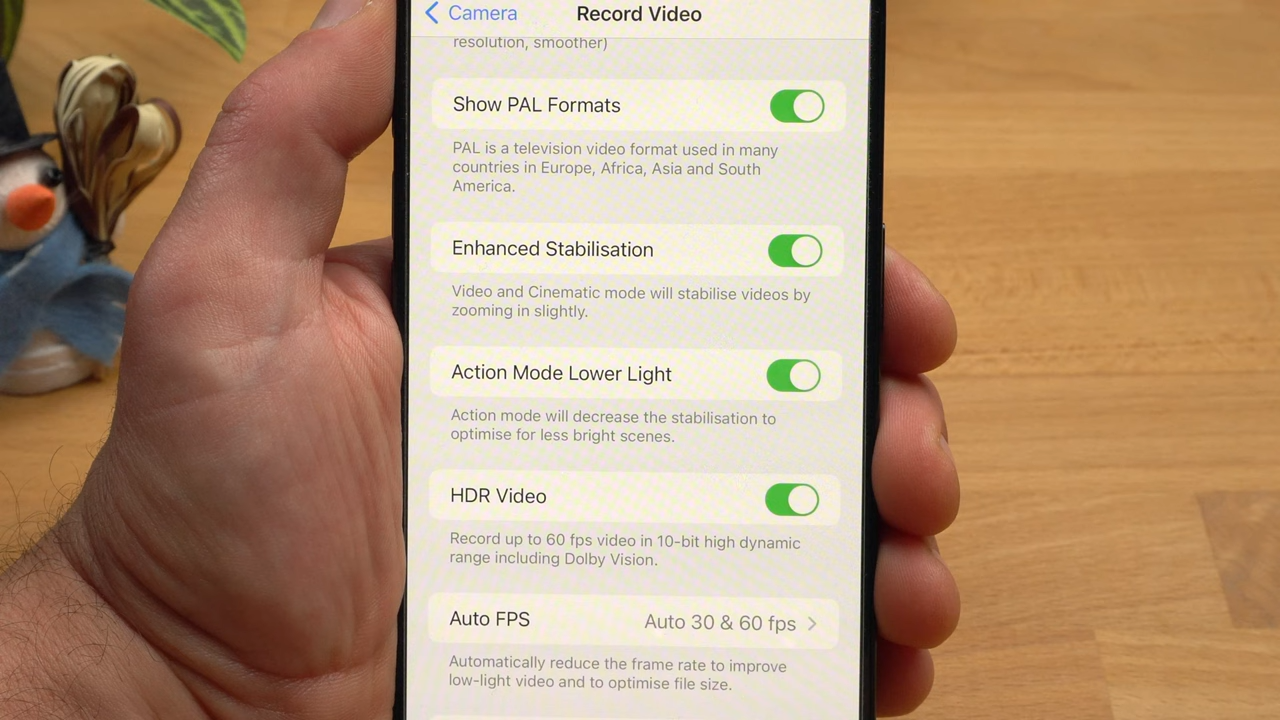 Camera
Record Video
resolution, smoother)
Show PAL Formats
PAL is a television video format used in many
countries in Europe, Africa, Asia and South
America.
Enhanced Stabilisation
Video and Cinematic mode will stabilise videos by
zooming in slightly.
Action Mode Lower Light
Action mode will decrease the stabilisation to
optimise for less bright scenes.
HDR Video
Record up to 60 fps video in 10-bit high dynamic
range including Dolby Vision.
Auto FPS
Auto 30 & 60 fps
Automatically reduce the frame rate to improve
low-light video and to optimise file size.